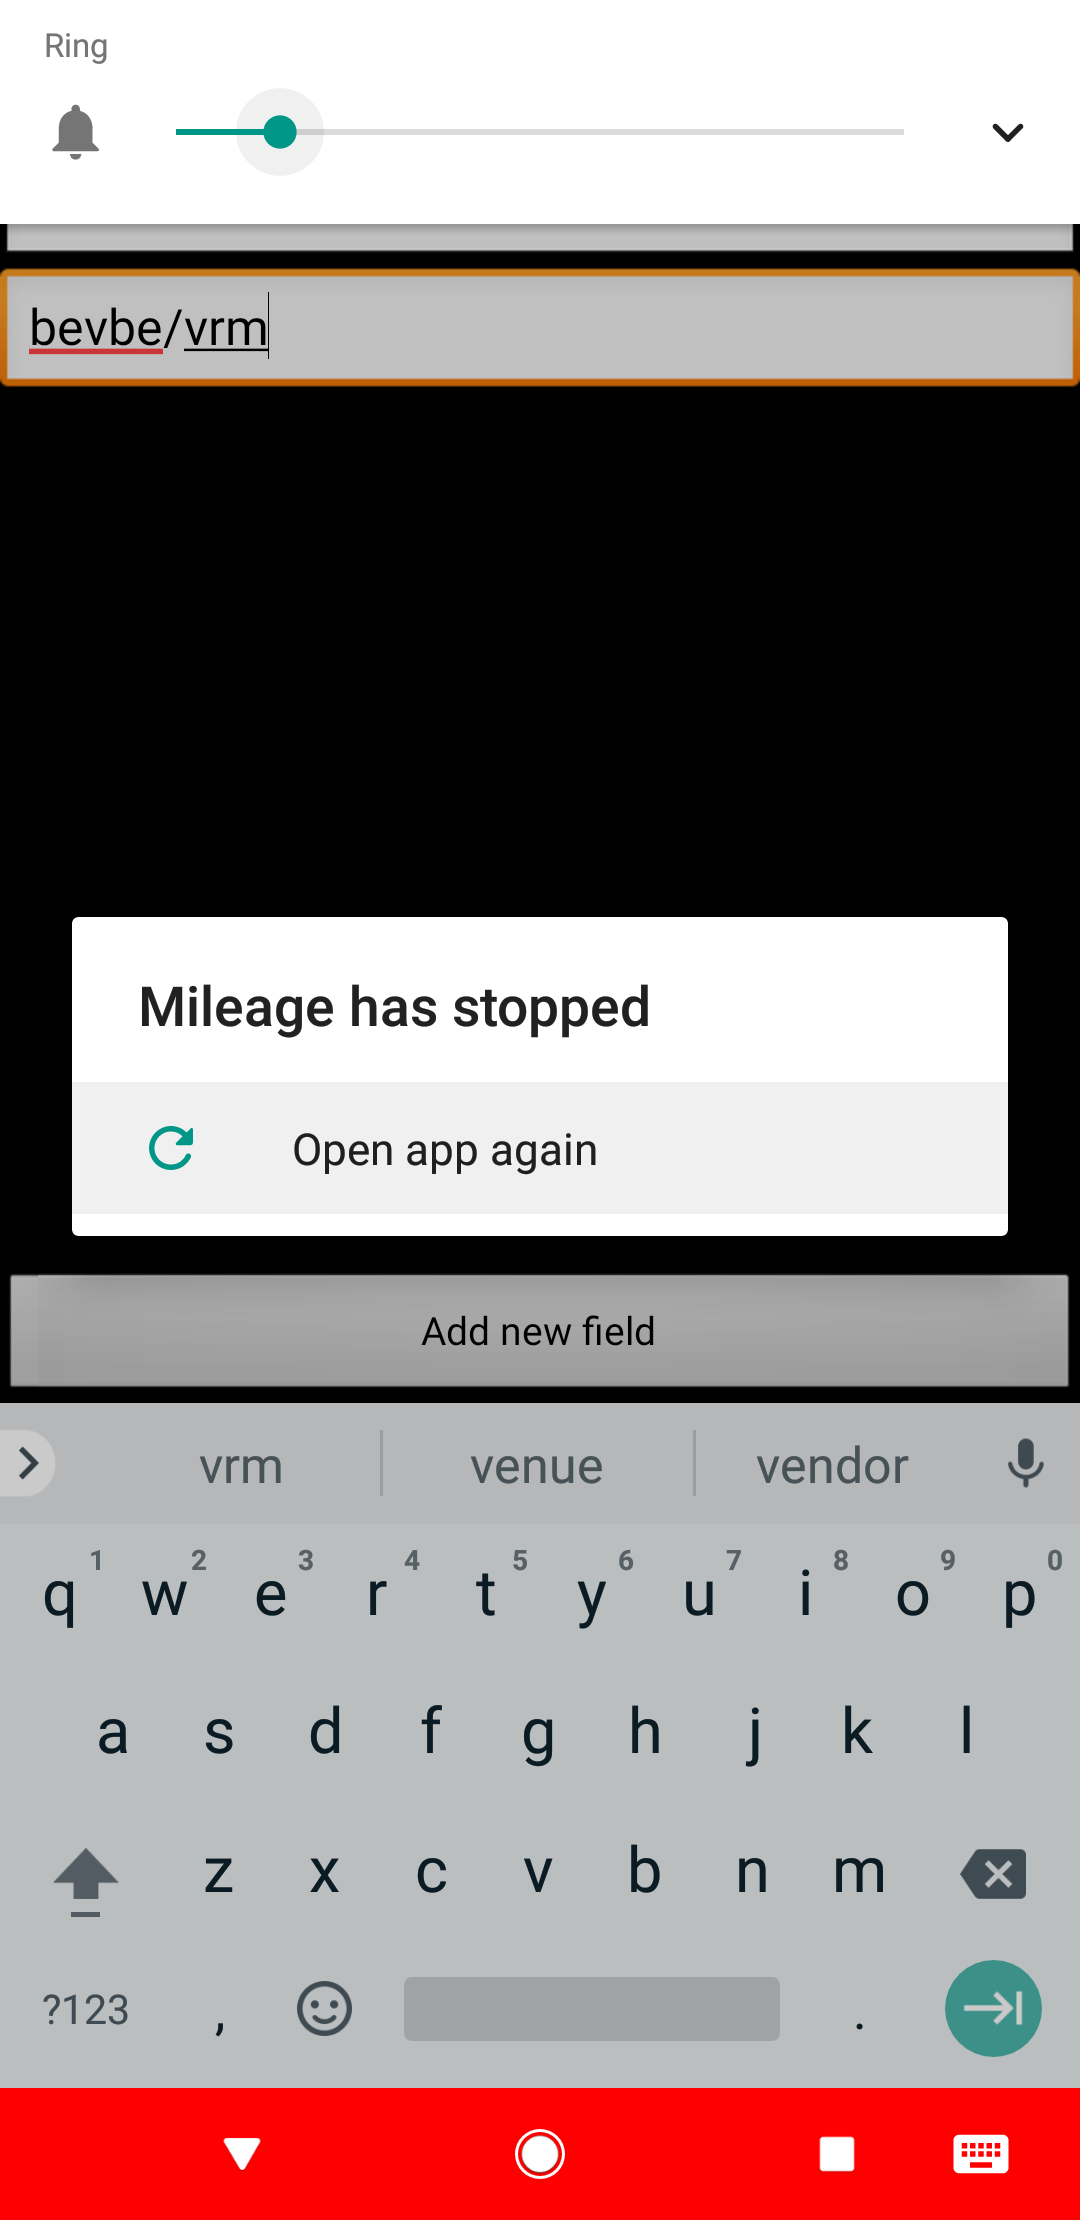 Ring
bevbe/vrm
Mileage has stopped
Open app again
Add new field
vrm venue vendor
1 2 3 4 5 6 7 8 9 0
q w e r t y u i o p
a s d f g h j k l
z x c v b n m
?123 , .